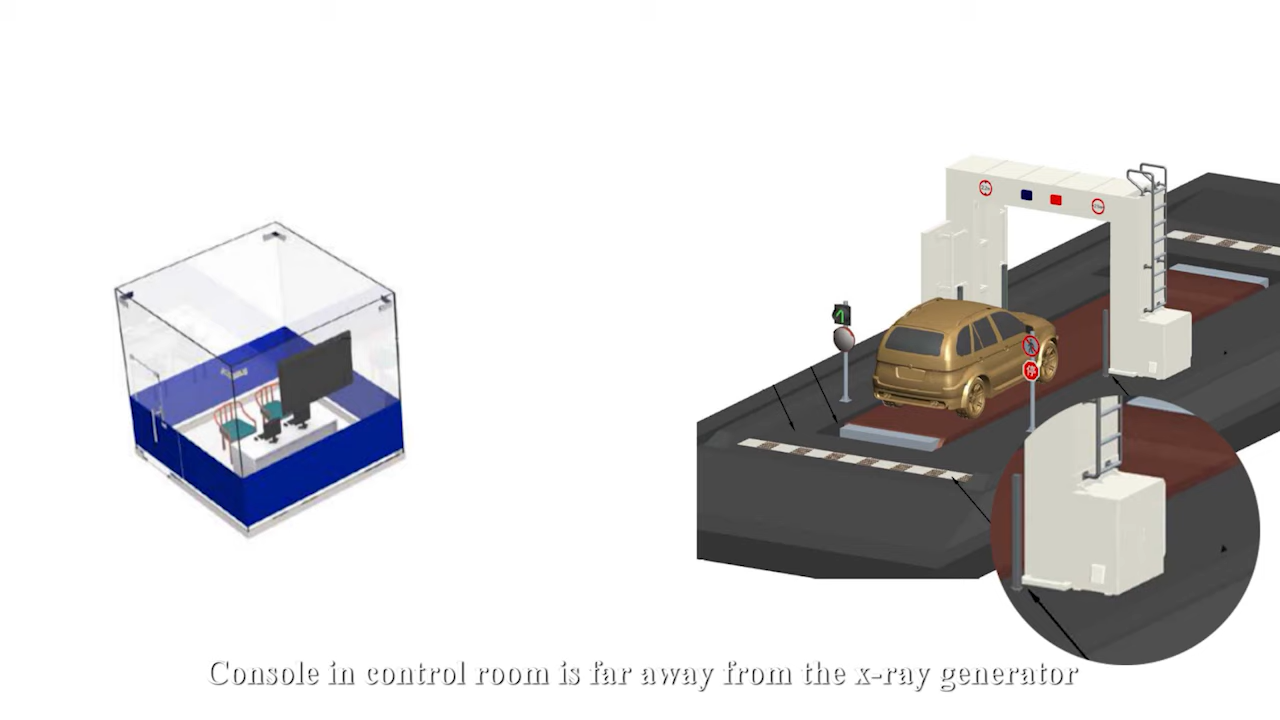 停
Console in control room is far away from the x-ray generator